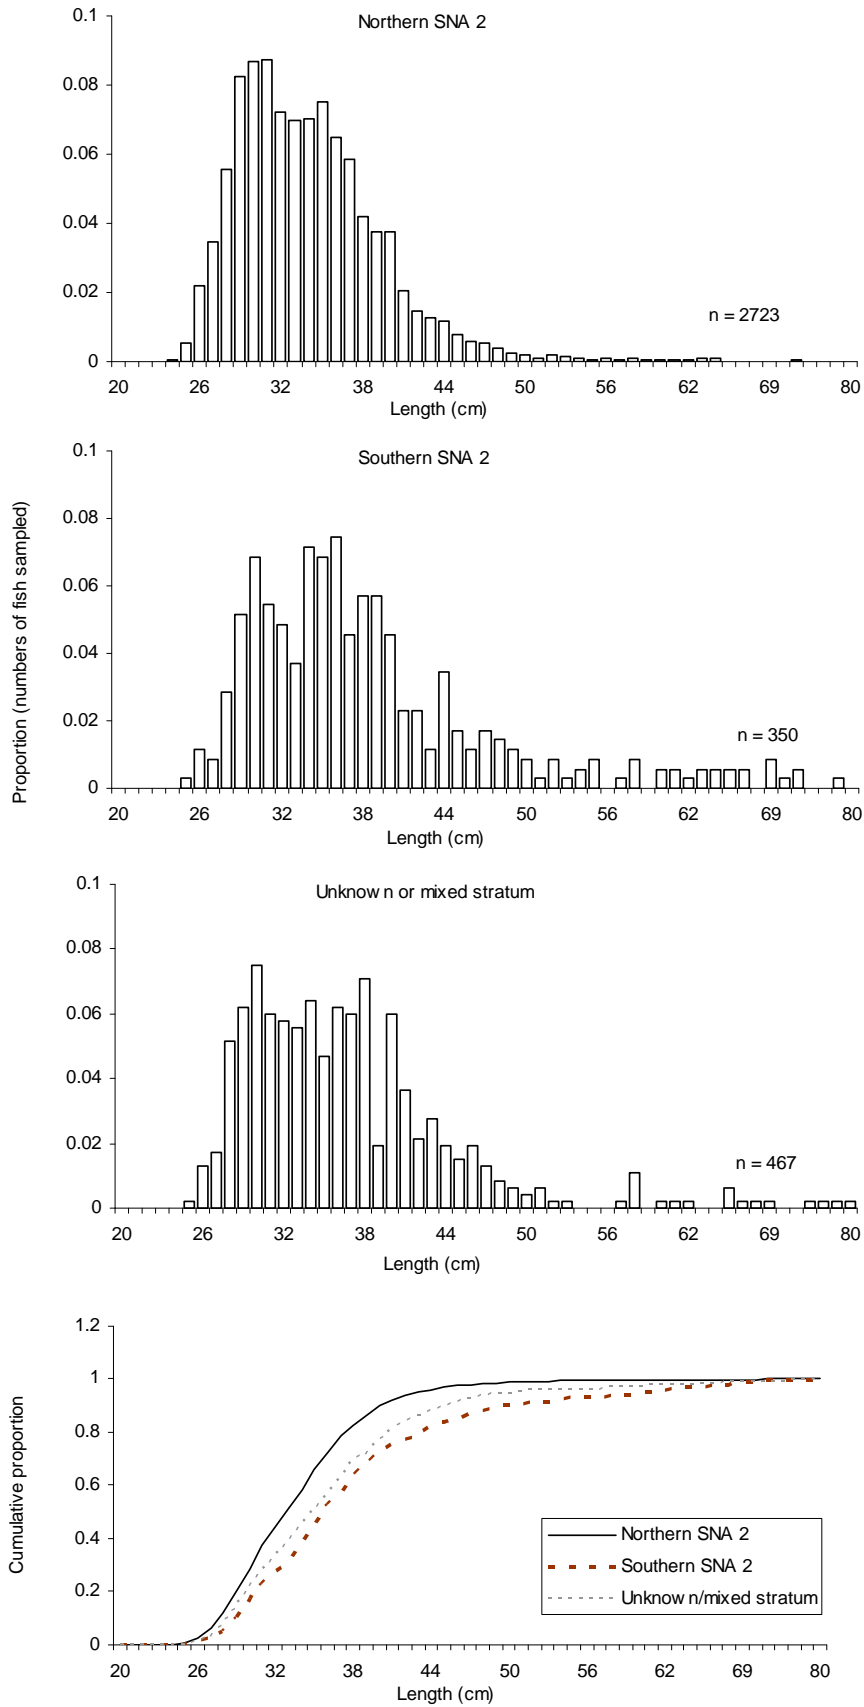 Northern SNA 2
0.1
0.08
0.06
0.04
0.02
0
n = 2723
20 26 32 38 44 50 56 62 69 80
Length (cm)
Proportion (numbers of fish sampled)
Southern SNA 2
0.1
0.08
0.06
0.04
0.02
0
n = 350
20 26 32 38 44 50 56 62 69 80
Length (cm)
Unknown or mixed stratum
0.1
0.08
0.06
0.04
0.02
0
n = 467
20 26 32 38 44 50 56 62 69 80
Length (cm)
Cumulative proportion
1.2
1
0.8
0.6
0.4
0.2
0
Northern SNA 2
Southern SNA 2
Unknown/mixed stratum
20 26 32 38 44 50 56 62 69 80
Length (cm)